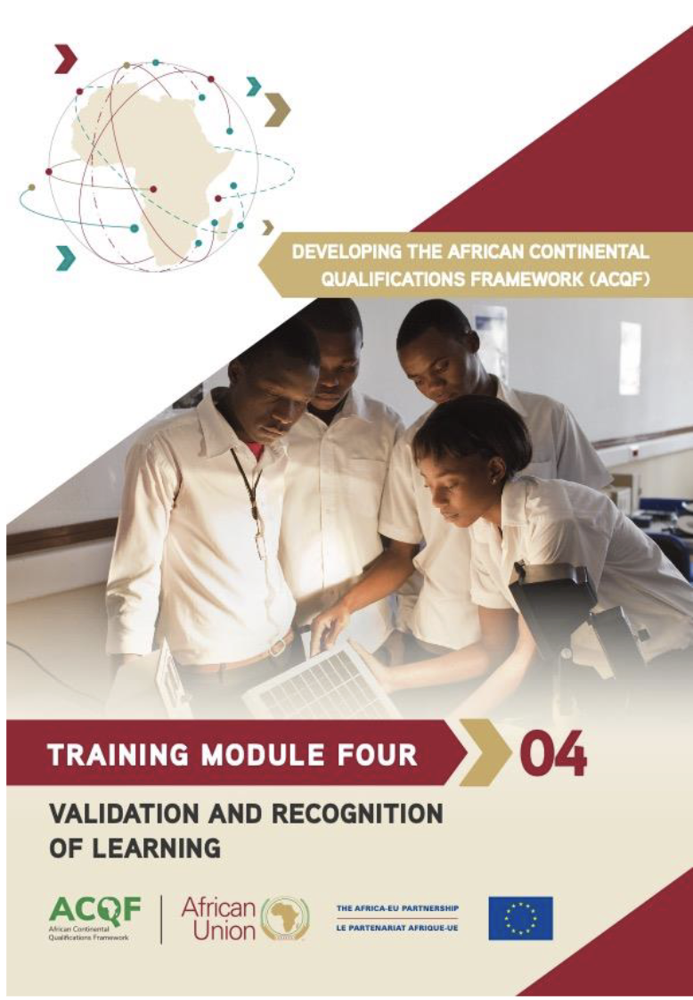 DEVELOPING THE AFRICAN CONTINENTAL
QUALIFICATIONS FRAMEWORK (ACQF)
TRAINING MODULE FOUR
04
VALIDATION AND RECOGNITION
OF LEARNING
ACQF
African Continental
Qualifications Framework
African
Union
THE AFRICA-EU PARTNERSHIP
LE PARTENARIAT AFRIQUE-UE